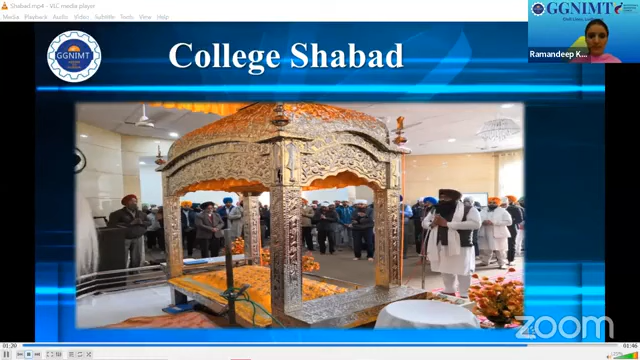 Shabad.mp4 - VLC media player
Media Playback Audio Video Subtitle Tools View Help
GGNIMT
GGNIMT
College Shabad
Ramandeep K...
zoom
01:20
01:46